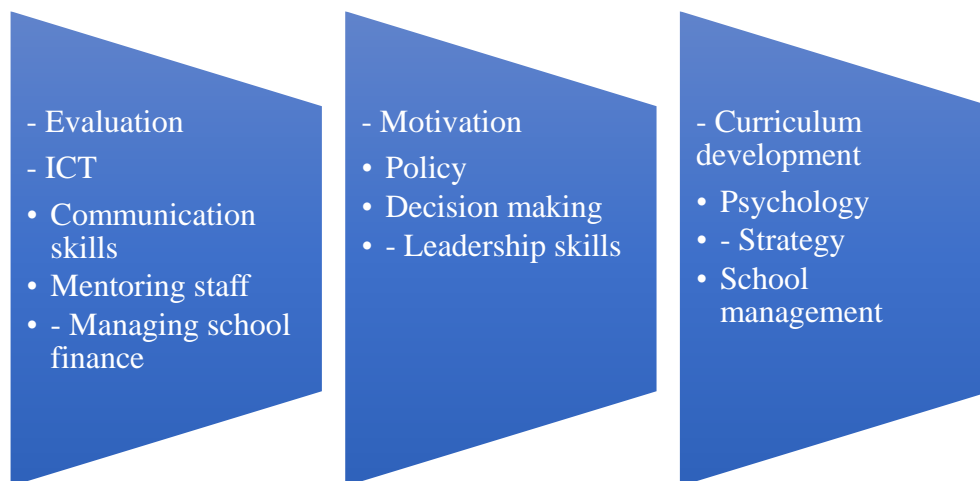 - Evaluation
- ICT
• Communication
skills
• Mentoring staff
• - Managing school
finance
- Motivation
• Policy
• Decision making
• - Leadership skills
- Curriculum
development
• Psychology
• - Strategy
• School
management